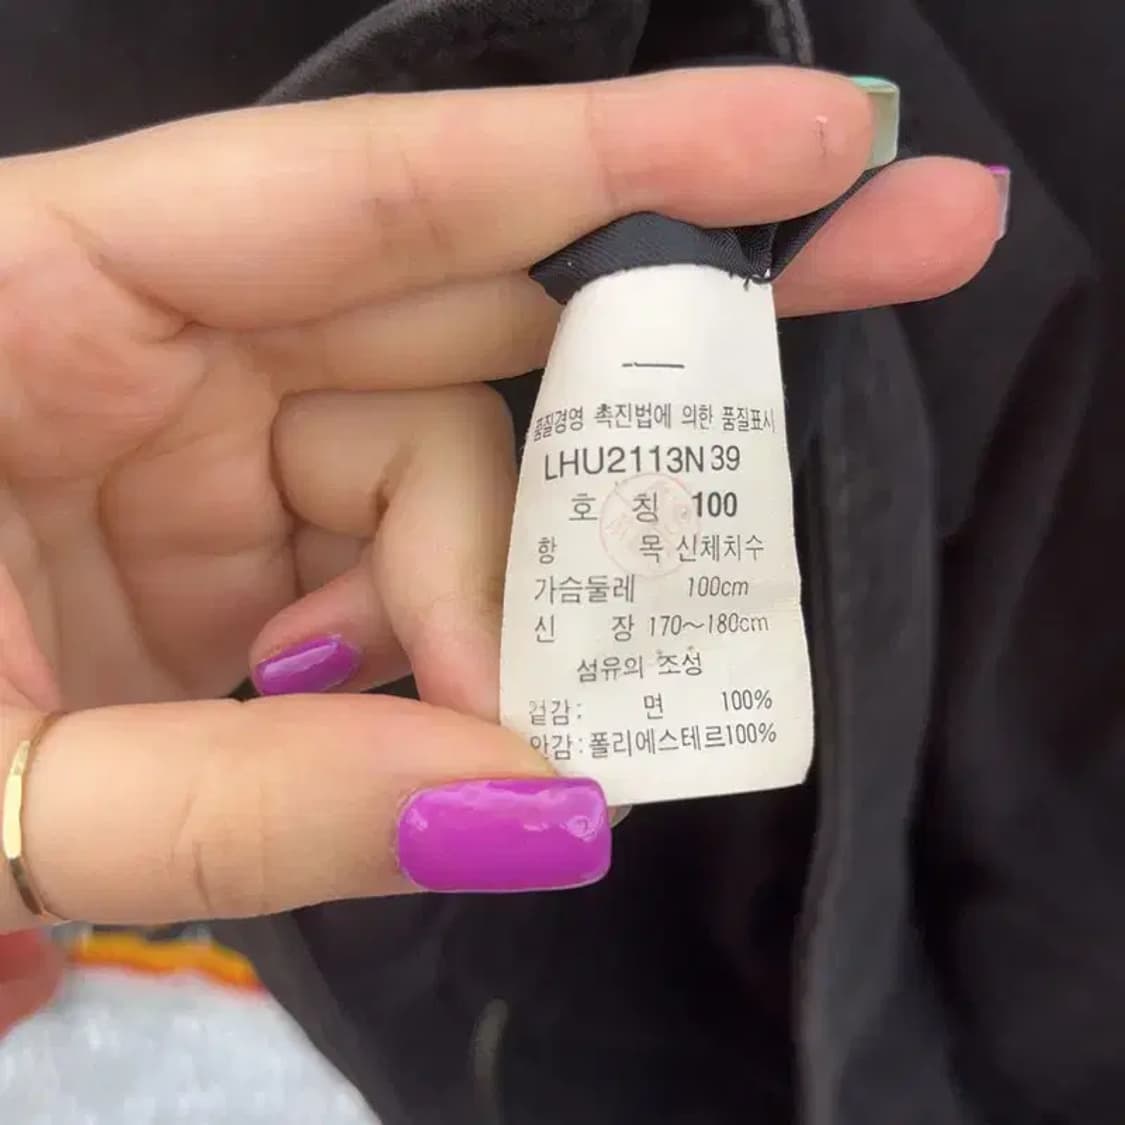 품질경영 촉진법에 의한 품질표시
LHU2113N39
호 칭 100
항 목 신체치수
가슴둘레 100cm
신 장 170~180cm
섬유의 조성
겉감: 면 100%
안감:폴리에스테르100%